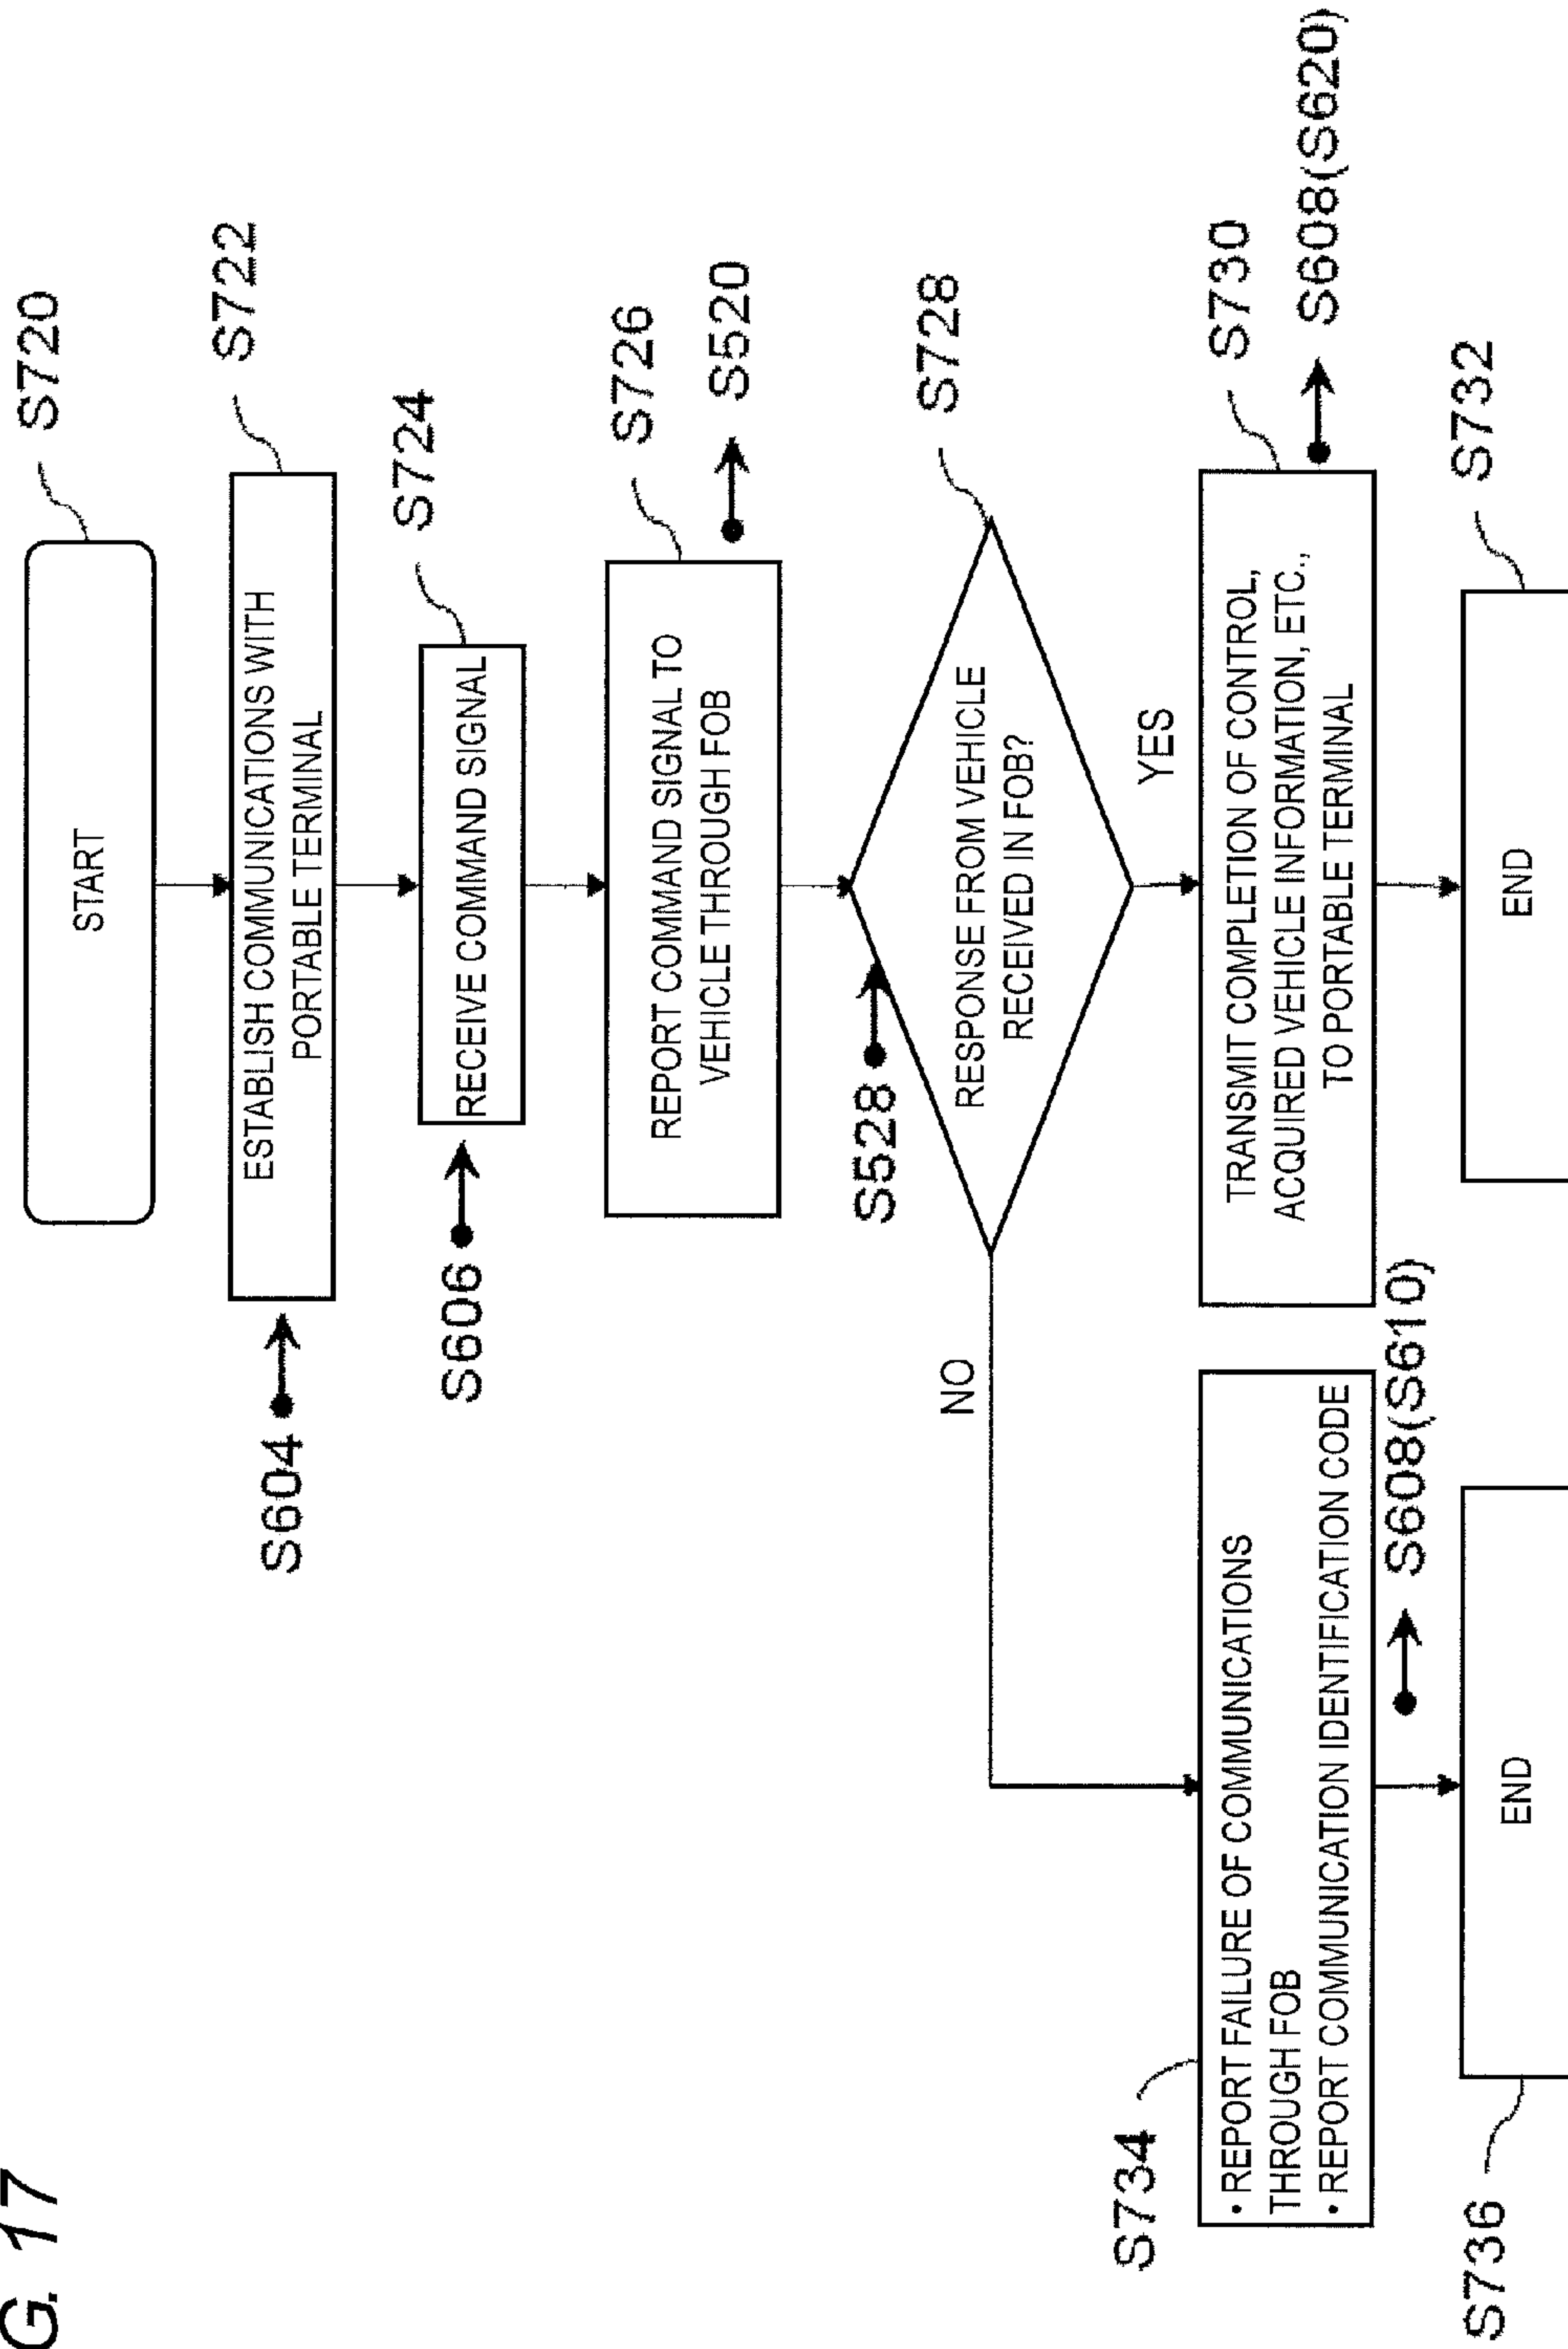 G. 17
START
S720
ESTABLISH COMMUNICATIONS WITH
PORTABLE TERMINAL
S722
S604
RECEIVE COMMAND SIGNAL
S724
S606
REPORT COMMAND SIGNAL TO
VEHICLE THROUGH FOB
S726
S520
S528
RESPONSE FROM VEHICLE
RECEIVED IN FOB?
S728
NO
YES
TRANSMIT COMPLETION OF CONTROL,
ACQUIRED VEHICLE INFORMATION, ETC.,
TO PORTABLE TERMINAL
S730
S608(S620)
END
S732
S734
• REPORT FAILURE OF COMMUNICATIONS
THROUGH FOB
• REPORT COMMUNICATION IDENTIFICATION CODE
S608(S610)
END
S736